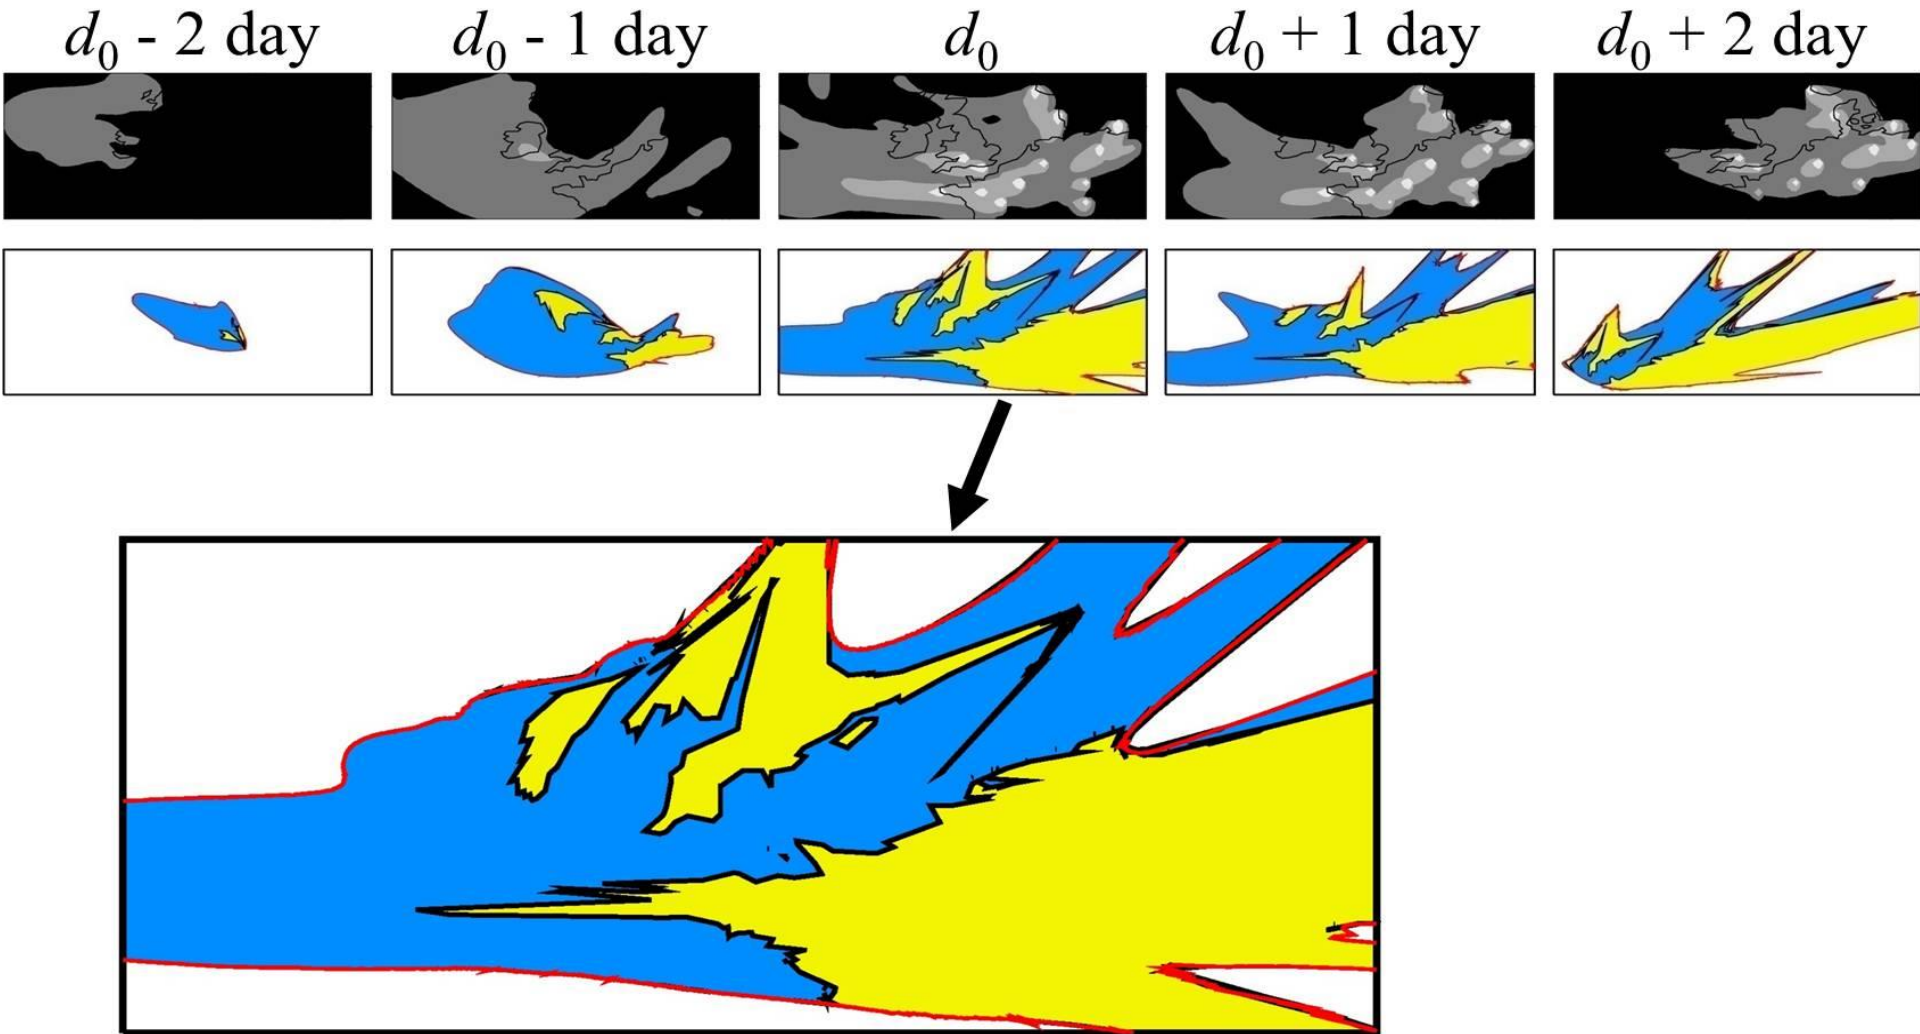 d₀ - 2 day d₀ - 1 day d₀ d₀ + 1 day d₀ + 2 day